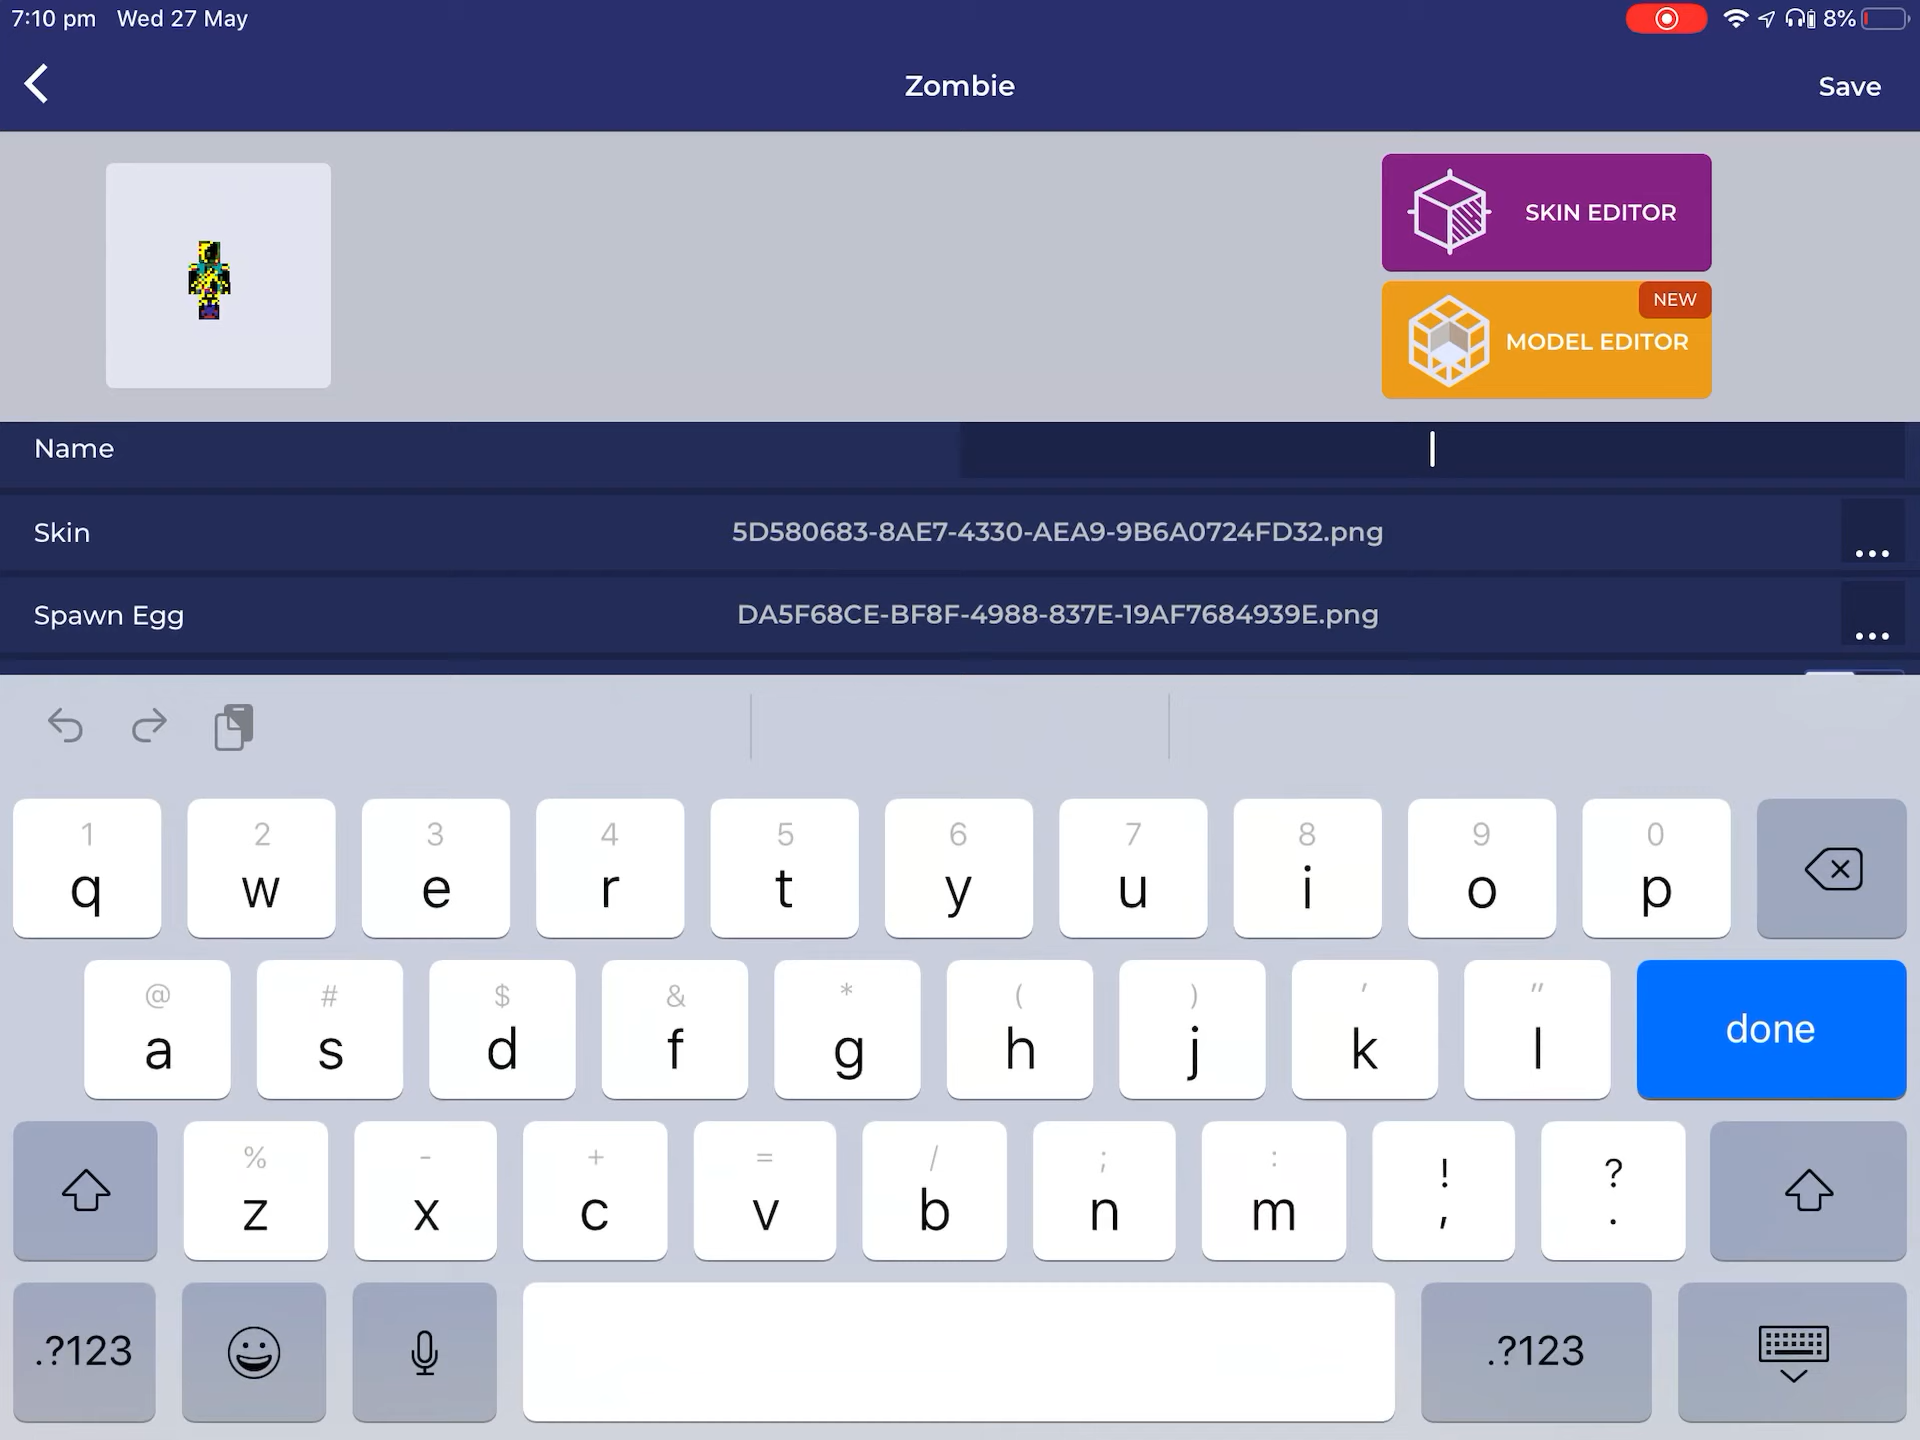 7:10 pm Wed 27 May
8%
Zombie
Save
SKIN EDITOR
NEW
MODEL EDITOR
Name
Skin
5D580683-8AE7-4330-AEA9-9B6A0724FD32.png
...
Spawn Egg
DA5F68CE-BF8F-4988-837E-19AF7684939E.png
...
1 2 3 4 5 6 7 8 9 0
q w e r t y u i o p
@ # $ & * ( ) ' "
a s d f g h j k l
done
% - + = / ; : ! ?
z x c v b n m , .
.?123
.?123